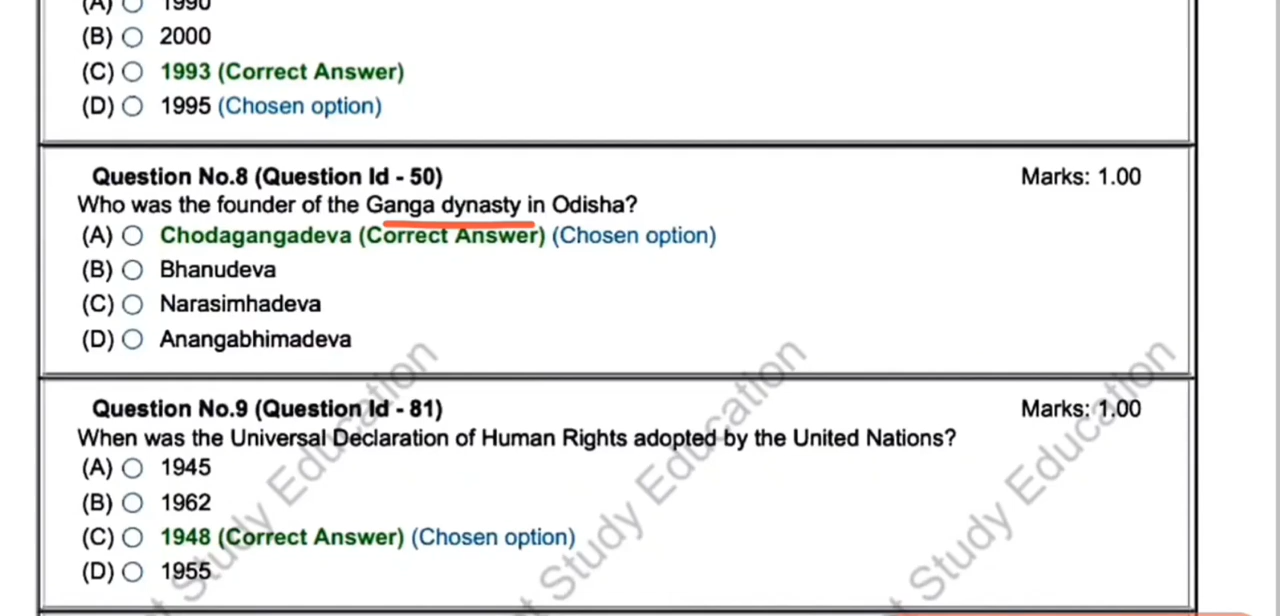 (A) 1990
(B) 2000
(C) 1993 (Correct Answer)
(D) 1995 (Chosen option)
Question No.8 (Question Id - 50) Marks: 1.00
Who was the founder of the Ganga dynasty in Odisha?
(A) Chodagangadeva (Correct Answer) (Chosen option)
(B) Bhanudeva
(C) Narasimhadeva
(D) Anangabhimadeva
Question No.9 (Question Id - 81) Marks: 1.00
When was the Universal Declaration of Human Rights adopted by the United Nations?
(A) 1945
(B) 1962
(C) 1948 (Correct Answer) (Chosen option)
(D) 1955
Study Education
Study Education
Study Education